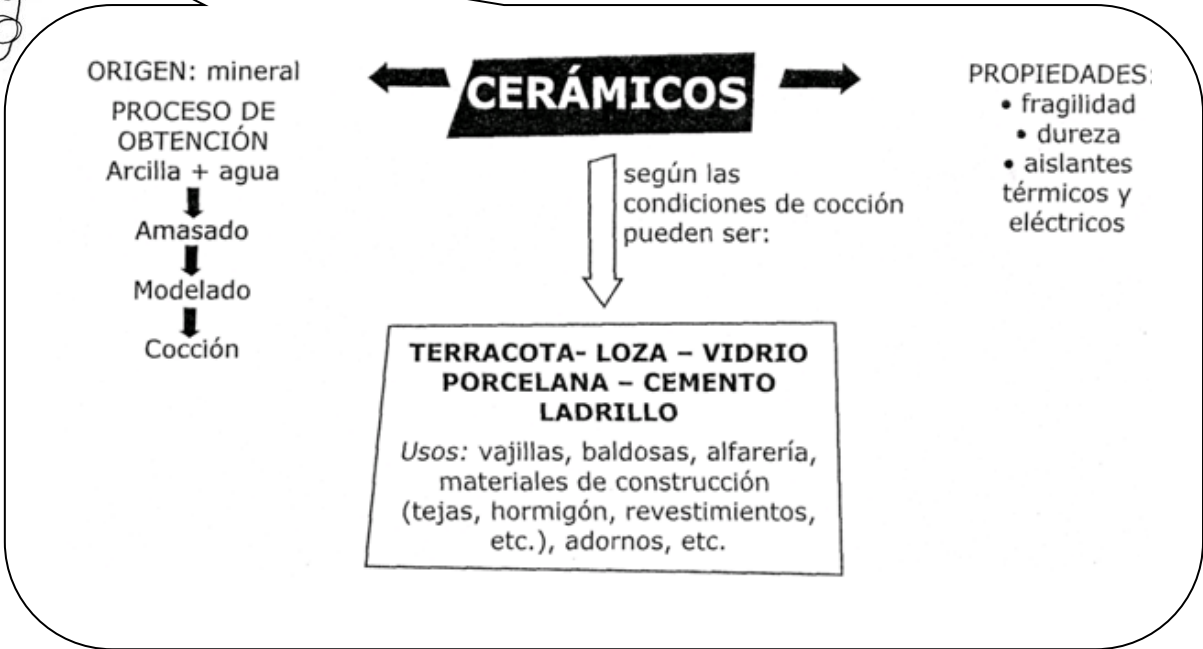 CERÁMICOS
ORIGEN: mineral
PROCESO DE
OBTENCIÓN
Arcilla + agua
Amasado
Modelado
Cocción
según las
condiciones de cocción
pueden ser:
TERRACOTA- LOZA – VIDRIO
PORCELANA – CEMENTO
LADRILLO
Usos: vajillas, baldosas, alfarería,
materiales de construcción
(tejas, hormigón, revestimientos,
etc.), adornos, etc.
PROPIEDADES:
• fragilidad
• dureza
• aislantes
térmicos y
eléctricos